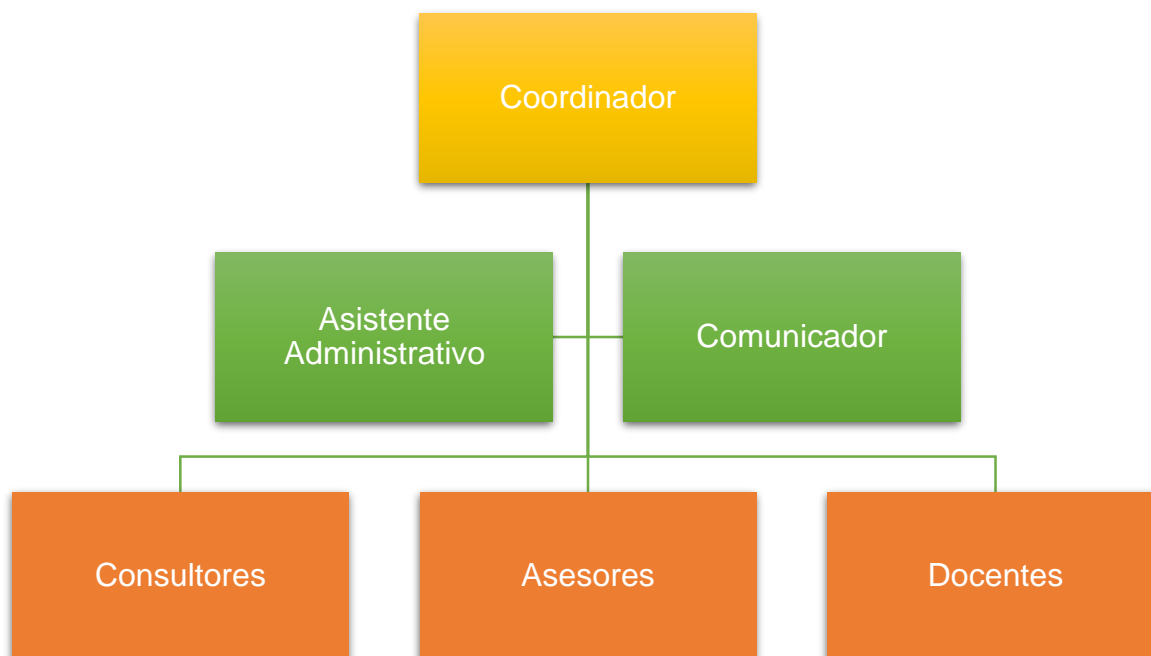 Coordinador
Asistente
Administrativo
Comunicador
Consultores
Asesores
Docentes